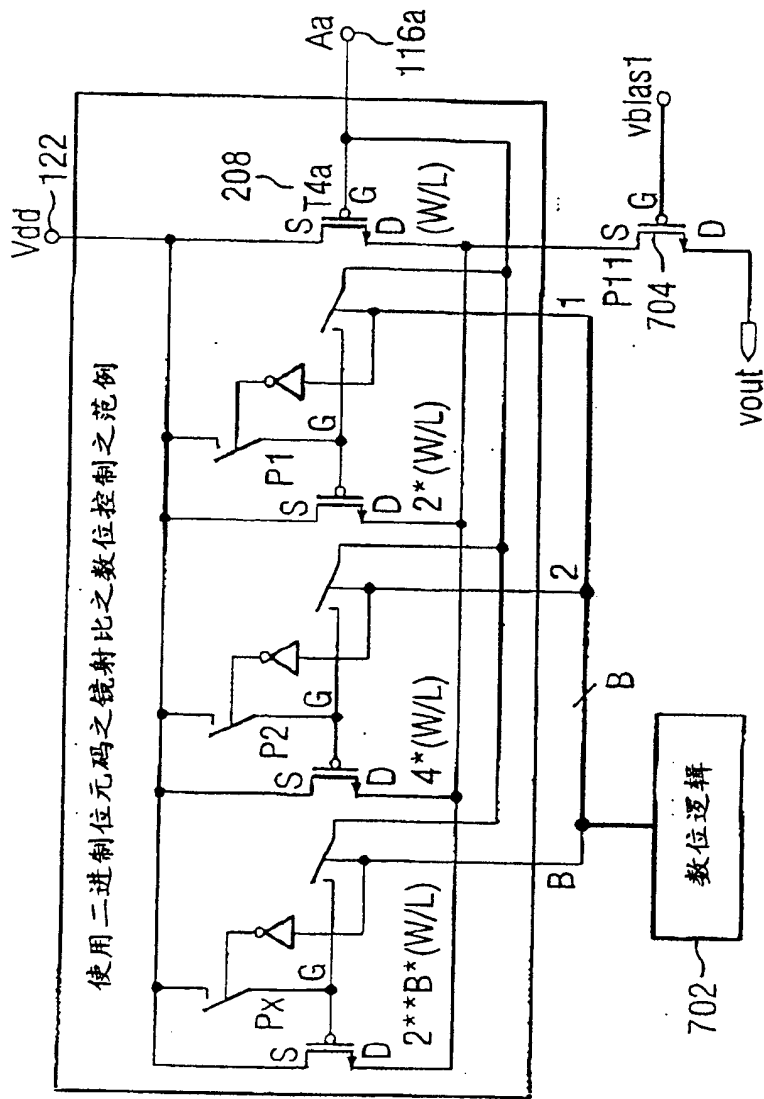 使用二进制位元码之镜射比之数位控制之范例
Vdd
122
Aa
116a
208
T4a
S
G
D
(W/L)
P1
G
S
D
2*(W/L)
P2
G
S
D
4*(W/L)
PX
G
S
D
2**B*(W/L)
1
2
B
B
数位逻辑
702
P11
S
G
D
704
vbias1
vout